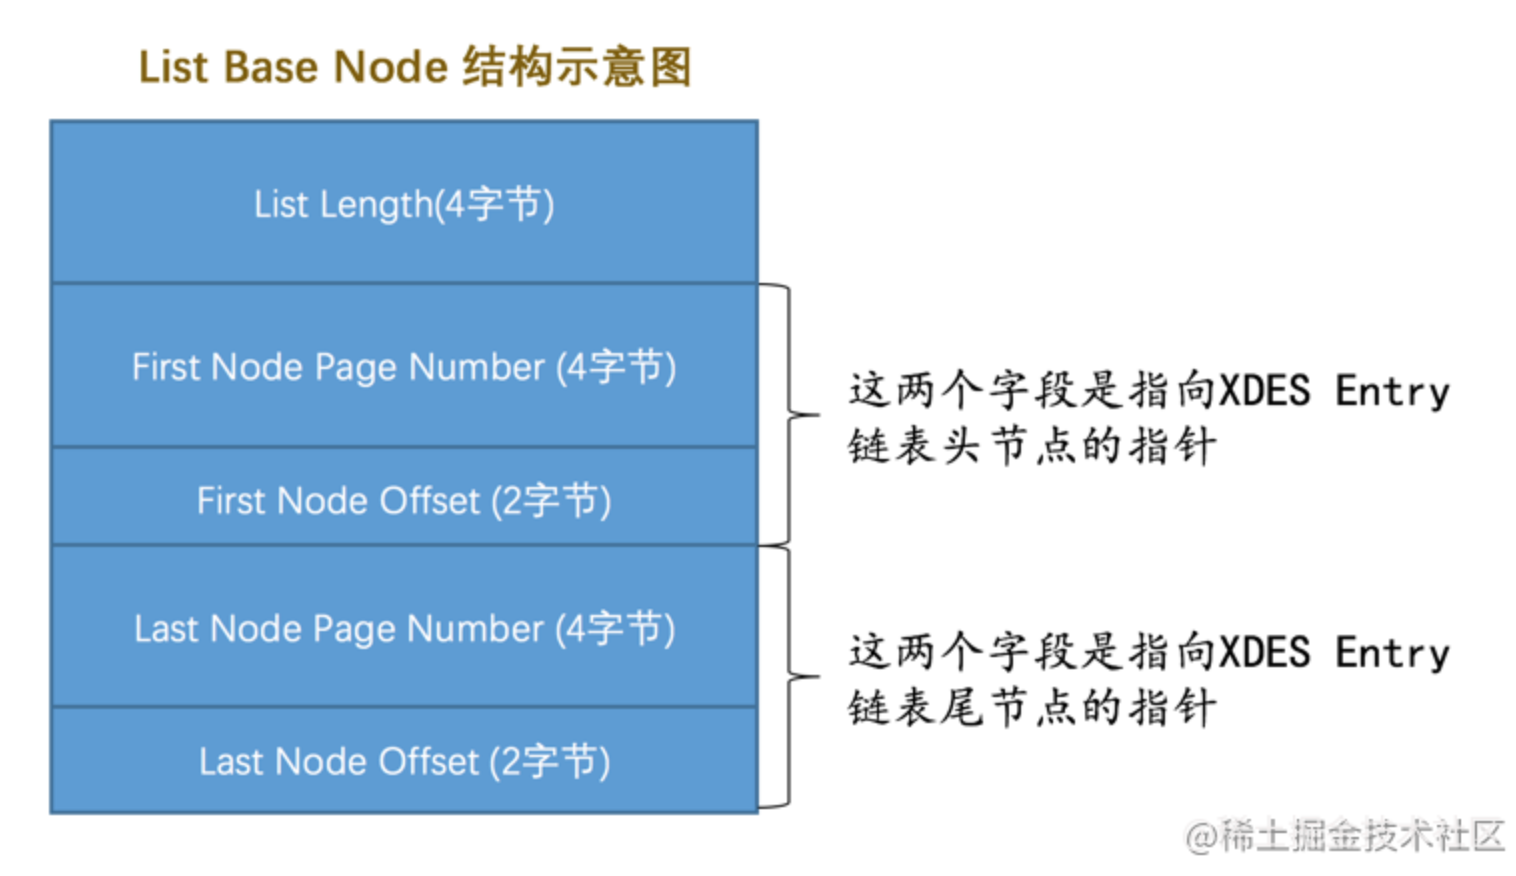 List Base Node 结构示意图
List Length(4字节)
First Node Page Number (4字节)
First Node Offset (2字节)
这两个字段是指向XDES Entry
链表头节点的指针
Last Node Page Number (4字节)
Last Node Offset (2字节)
这两个字段是指向XDES Entry
链表尾节点的指针
@稀土掘金技术社区